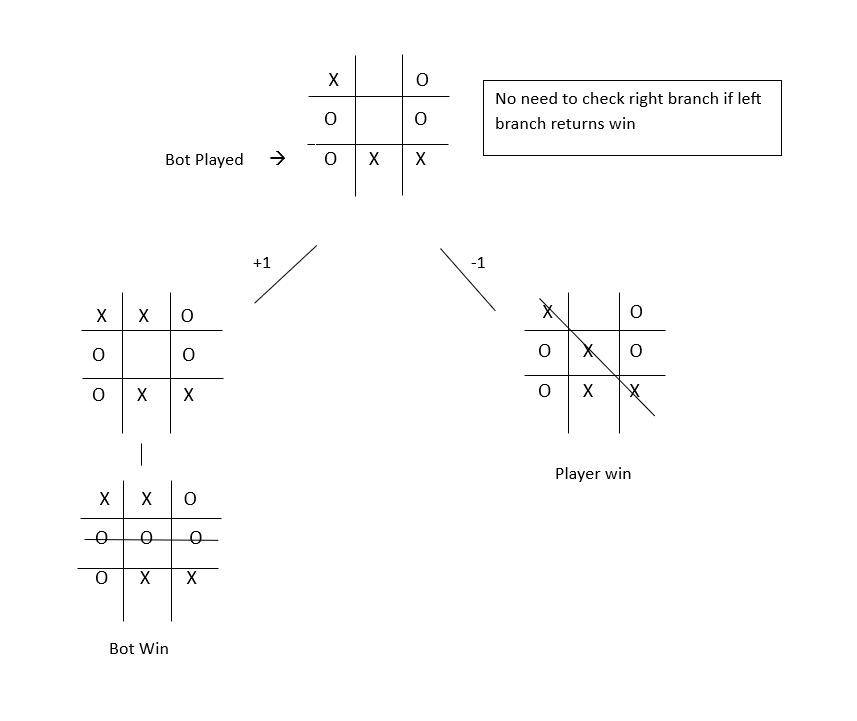 X O
No need to check right branch if left
branch returns win
O O
Bot Played → O X X
+1 -1
X X O
X O
O O
O X O
O X X
O X X
Player win
X X O
O O O
O X X
Bot Win